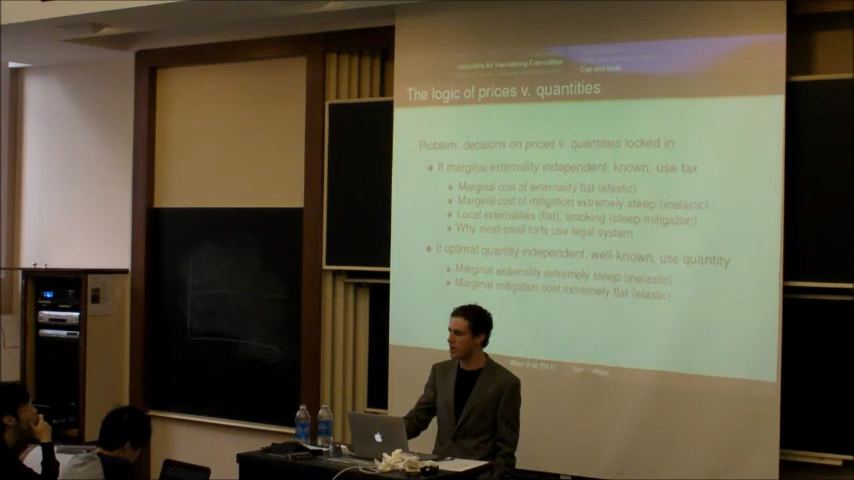 Institutions for Internalizing Externalities
Cap and trade
The logic of prices v. quantities
Problem: decisions on prices v. quantities locked in
If marginal externality independent, known, use tax
Marginal cost of externality flat (elastic)
Marginal cost of mitigation extremely steep (inelastic)
Local externalities (flat), smoking (steep mitigation)
Why most small torts use legal system
If optimal quantity independent, well-known, use quantity
Marginal externality extremely steep (inelastic)
Marginal mitigation cost extremely flat (elastic)